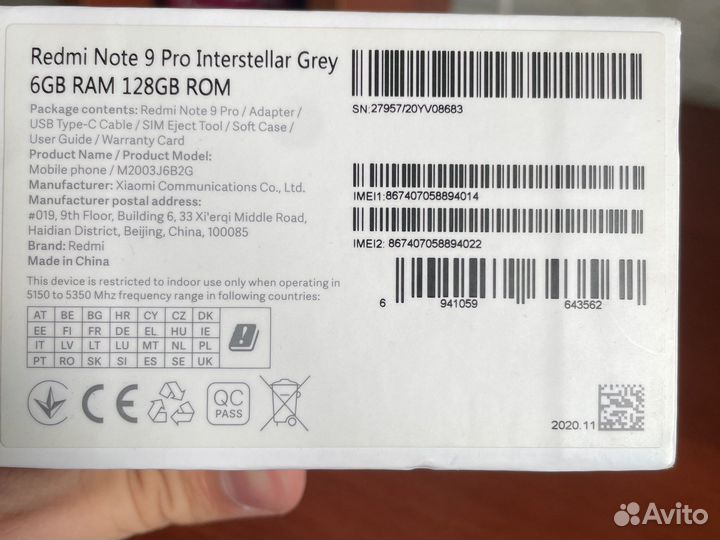 Redmi Note 9 Pro Interstellar Grey
6GB RAM 128GB ROM
Package contents: Redmi Note 9 Pro / Adapter /
USB Type-C Cable / SIM Eject Tool / Soft Case /
User Guide / Warranty Card
Product Name / Product Model:
Mobile phone / M2003J6B2G
Manufacturer: Xiaomi Communications Co., Ltd.
Manufacturer postal address:
#019, 9th Floor, Building 6, 33 Xi'erqi Middle Road,
Haidian District, Beijing, China, 100085
Brand: Redmi
Made in China
This device is restricted to indoor use only when operating in
5150 to 5350 Mhz frequency range in following countries:
AT BE BG HR CY CZ DK
EE FI FR DE EL HU IE
IT LV LT LU MT NL PL
PT RO SK SI ES SE UK
CE
QC
PASS
SN:27957/20YV08683
IMEI1:867407058894014
IMEI2: 867407058894022
6 941059 643562
2020.11
Avito